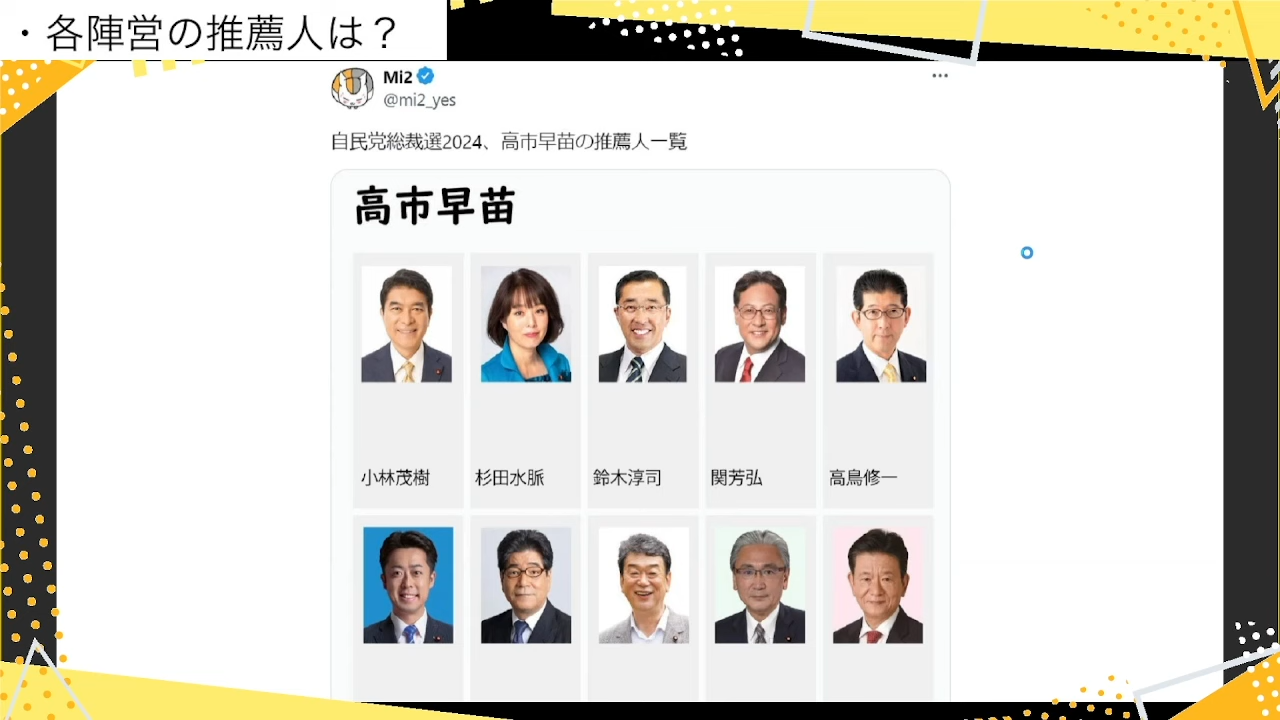 ・各陣営の推薦人は？
Mi2
@mi2_yes
自民党総裁選2024、高市早苗の推薦人一覧
高市早苗
小林茂樹
杉田水脈
鈴木淳司
関芳弘
高鳥修一